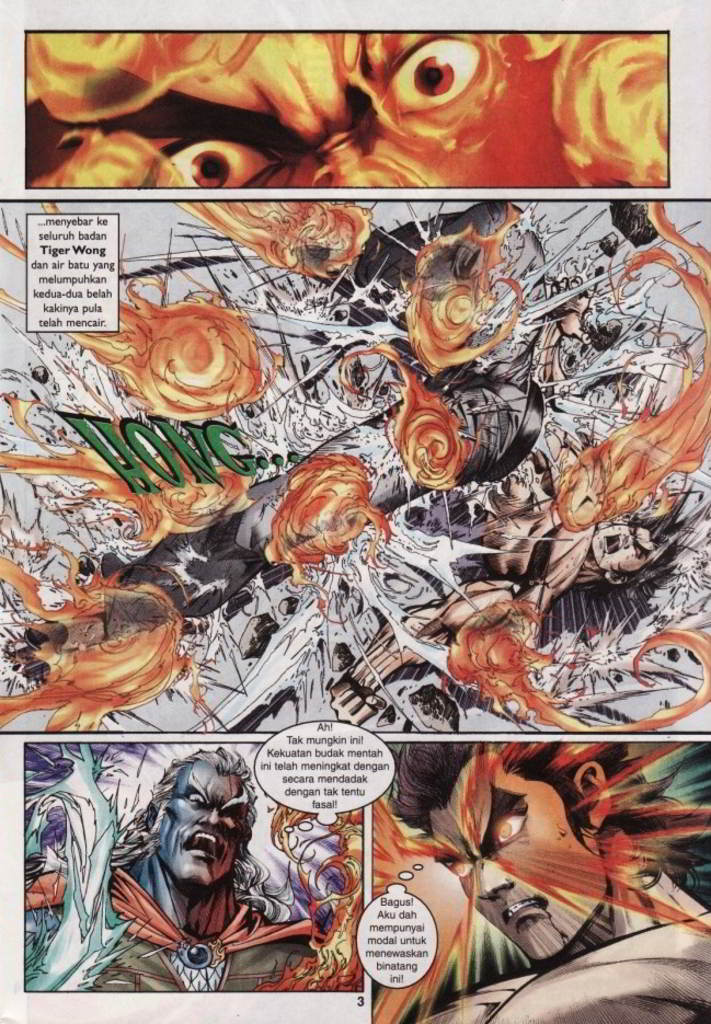 ...menyebar ke
seluruh badan
Tiger Wong
dan air batu yang
melumpuhkan
kedua-dua belah
kakinya pula
telah mencair.
HONG...
Ah!
Tak mungkin ini!
Kekuatan budak mentah
ini telah meningkat dengan
secara mendadak
dengan tak tentu
fasal!
Bagus!
Aku dah
mempunyai
modal untuk
menewaskan
binatang
ini!
3